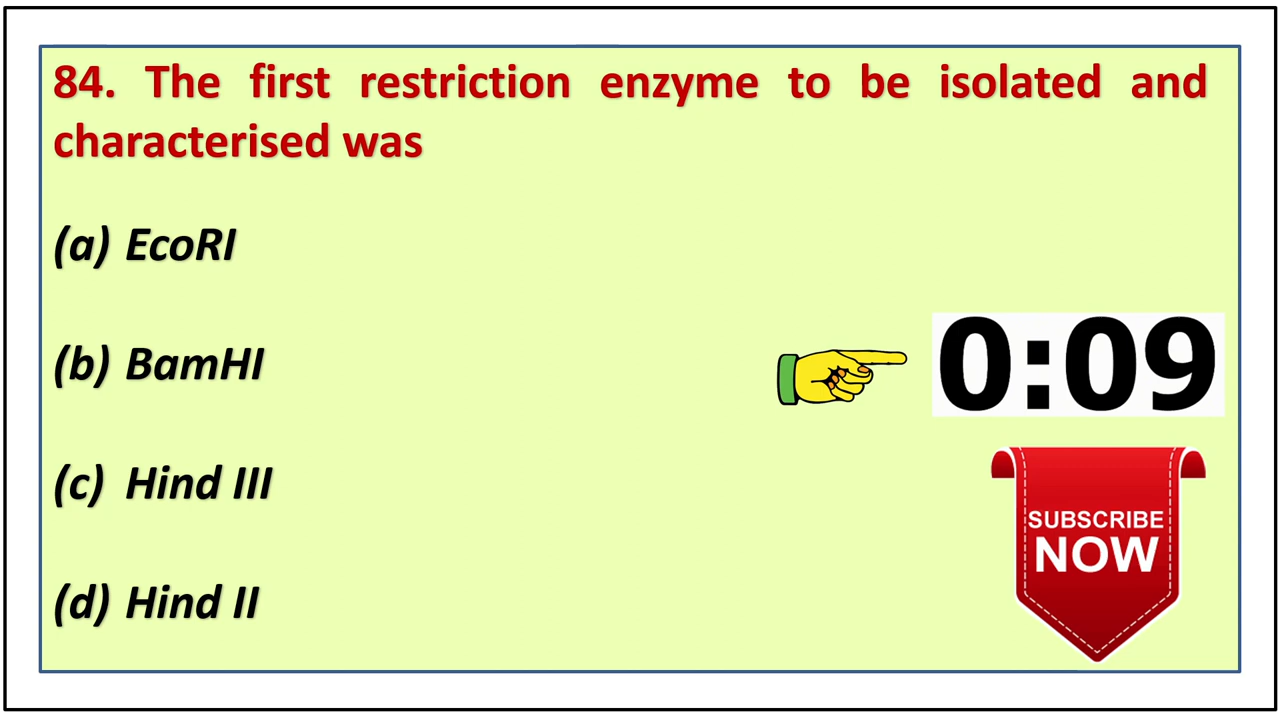 84. The first restriction enzyme to be isolated and
characterised was
(a) EcoRI
(b) BamHI
0:09
(c) Hind III
SUBSCRIBE
NOW
(d) Hind II